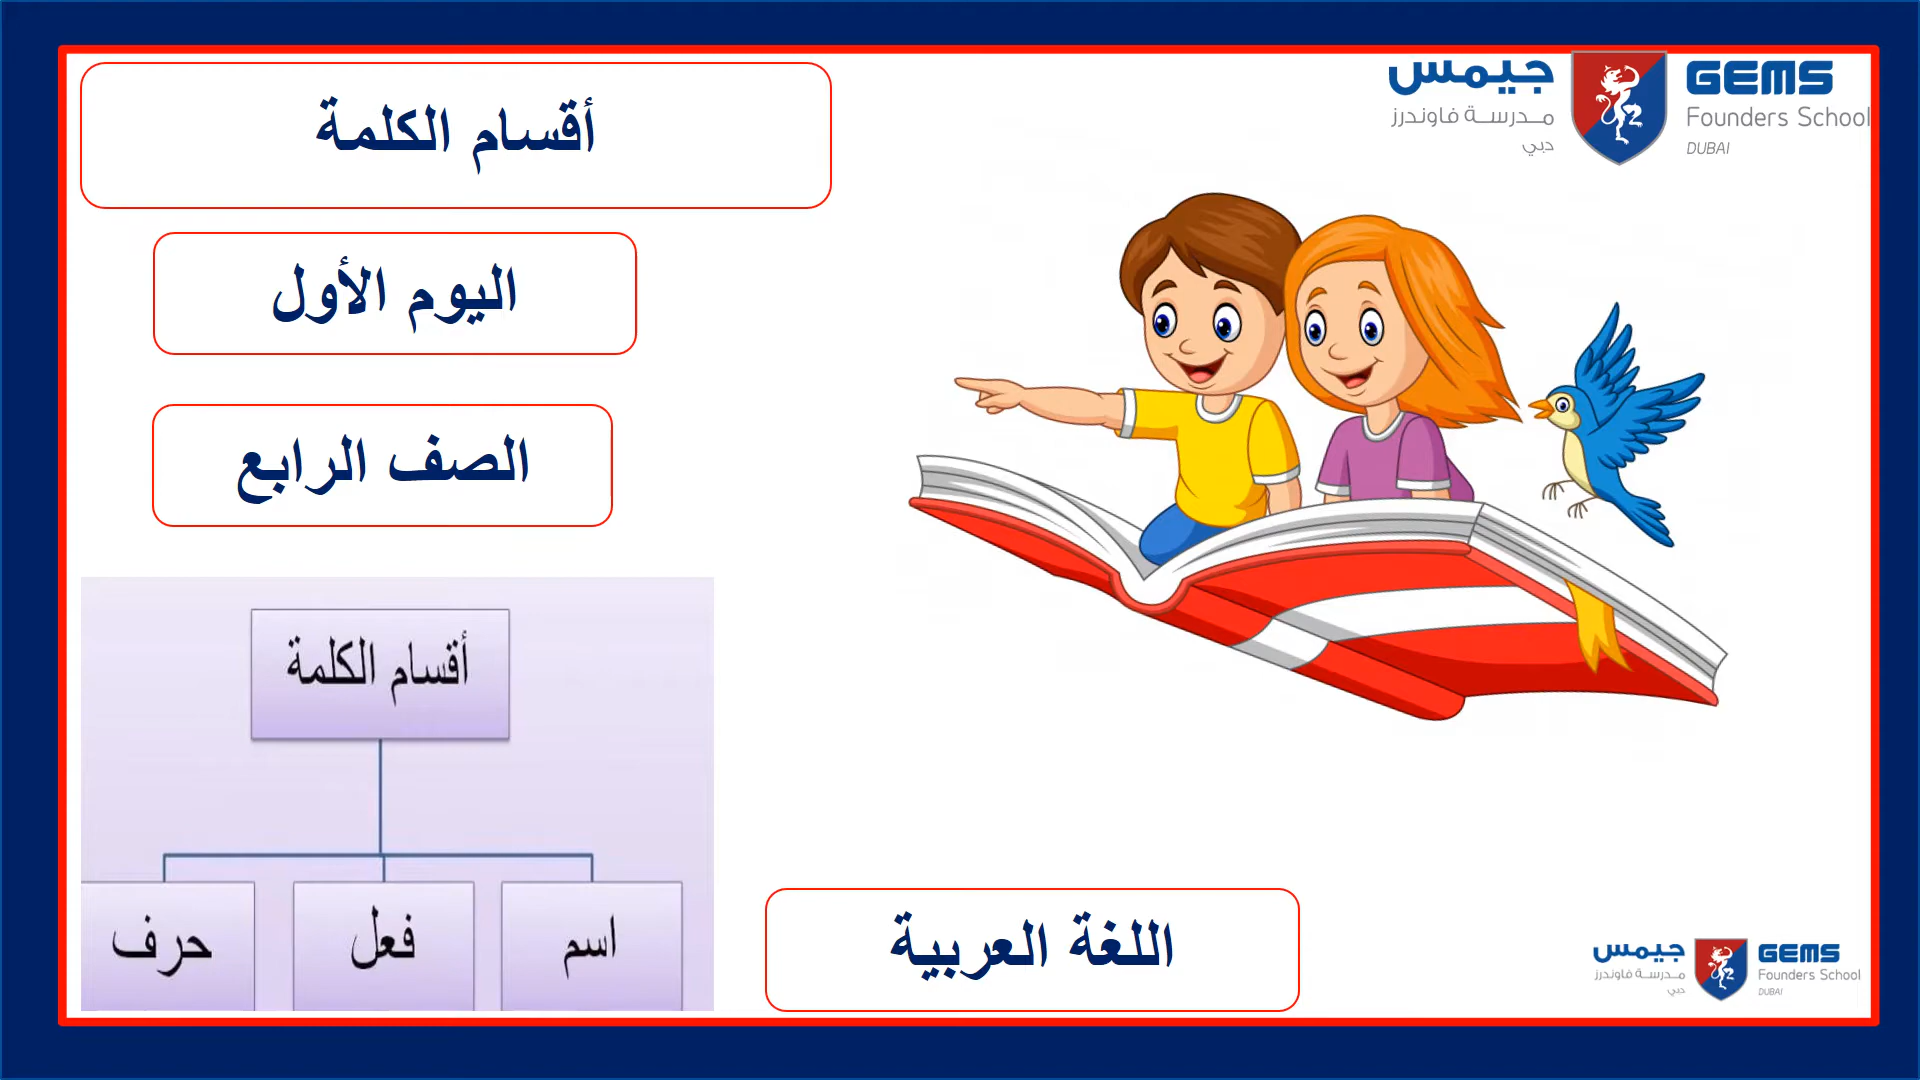 أقسام الكلمة
اليوم الأول
الصف الرابع
جيمس
مدرسة فاوندرز
دبي
GEMS
Founders School
DUBAI
أقسام الكلمة
اسم
فعل
حرف
اللغة العربية
جيمس
مدرسة فاوندرز
دبي
GEMS
Founders School
DUBAI